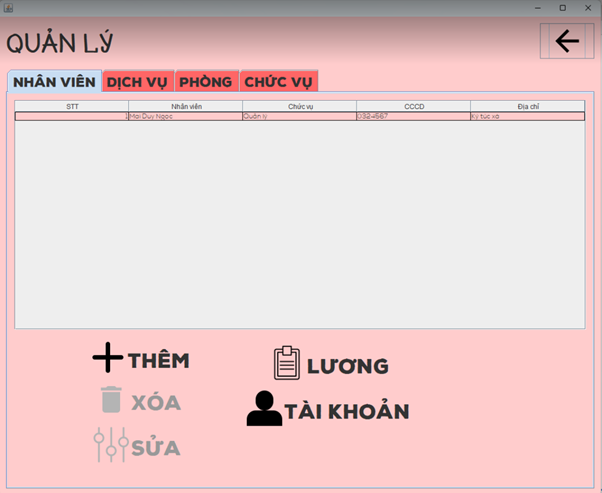 QUẢN LÝ
NHÂN VIÊN DỊCH VỤ PHÒNG CHỨC VỤ
STT Nhân viên Chức vụ CCCD Địa chỉ
1 Mai Duy Ngọc Quản lý 0324567 Ký túc xá
THÊM LƯƠNG
XÓA TÀI KHOẢN
SỬA